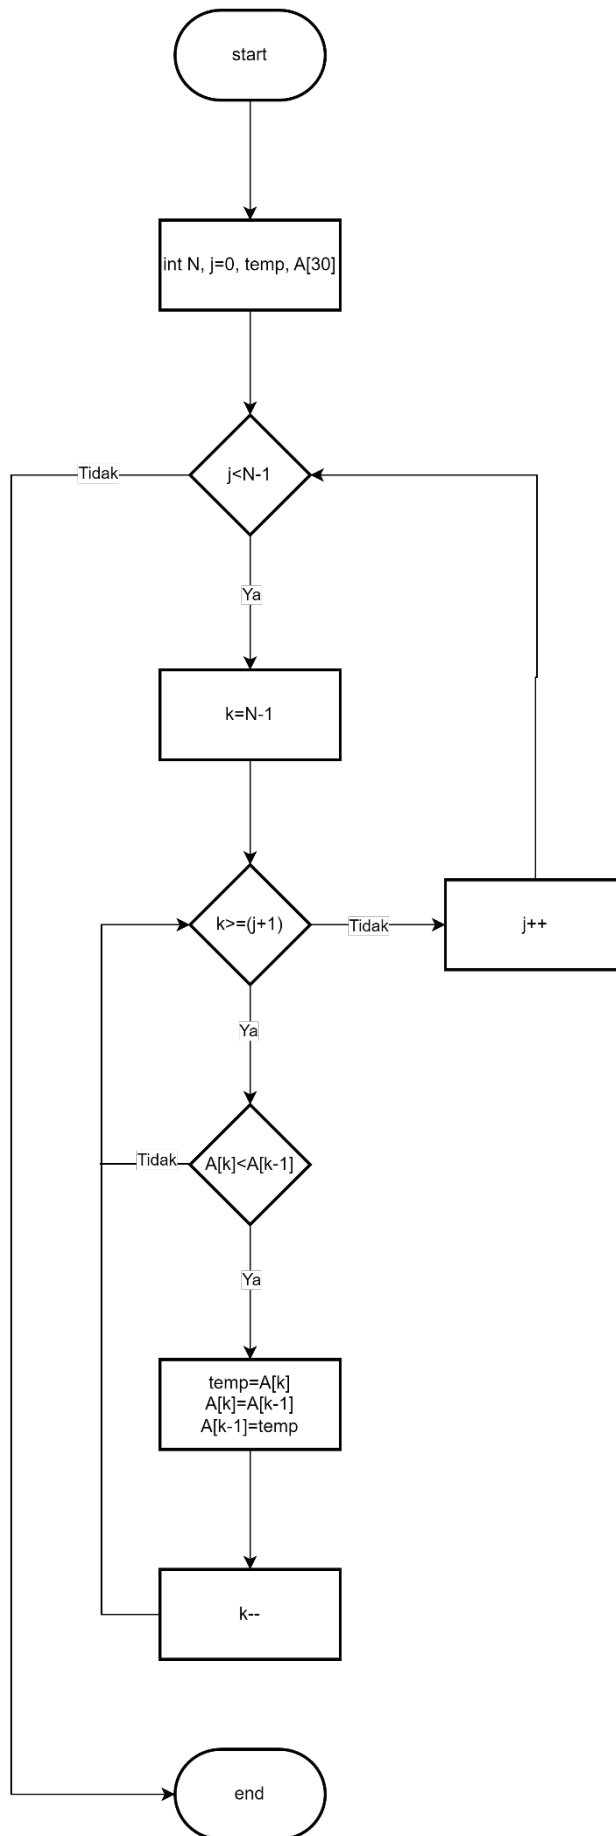 start
int N, j=0, temp, A[30]
j<N-1
Tidak
Ya
k=N-1
k>=(j+1)
Tidak
j++
Ya
A[k]<A[k-1]
Tidak
Ya
temp=A[k]
A[k]=A[k-1]
A[k-1]=temp
k--
end